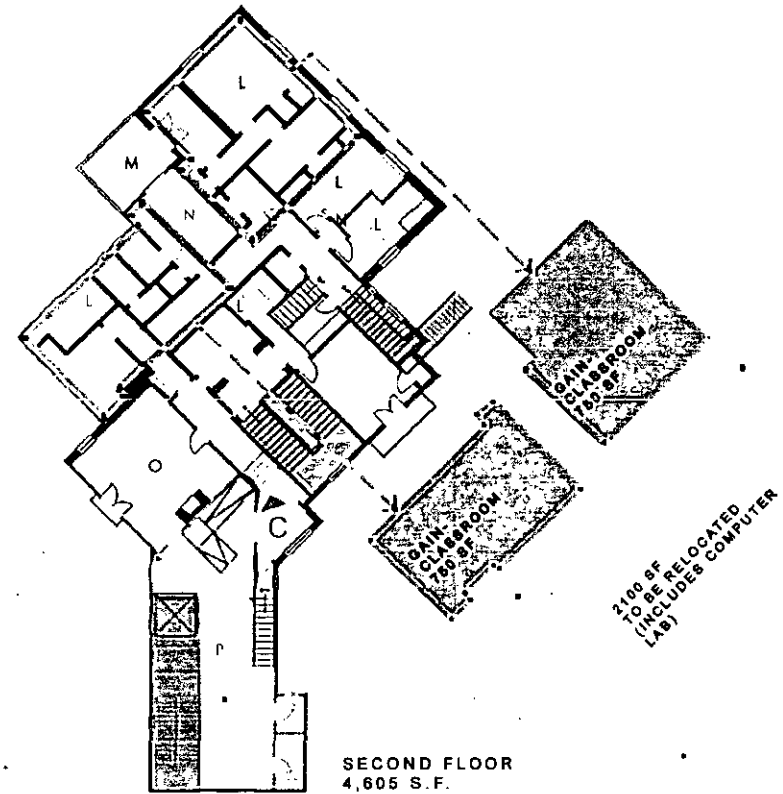 L
M
L
N
L
L
L
GAIN-
CLASSROOM
750 SF
O
GAIN-
CLASSROOM
750 SF
C
2100 SF
TO BE RELOCATED
(INCLUDES COMPUTER
LAB)
P
SECOND FLOOR
4,605 S.F.